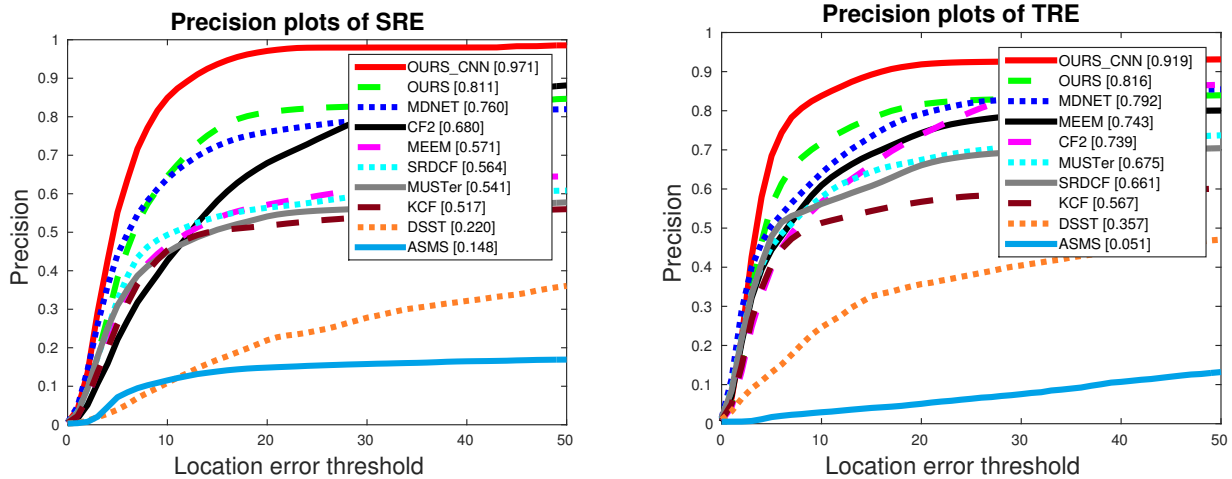 Precision plots of SRE
1
0.9
0.8
0.7
0.6
0.5
0.4
0.3
0.2
0.1
0
Precision
0 10 20 30 40 50
Location error threshold
OURS_CNN [0.971]
OURS [0.811]
MDNET [0.760]
CF2 [0.680]
MEEM [0.571]
SRDCF [0.564]
MUSTer [0.541]
KCF [0.517]
DSST [0.220]
ASMS [0.148]
Precision plots of TRE
1
0.9
0.8
0.7
0.6
0.5
0.4
0.3
0.2
0.1
0
Precision
0 10 20 30 40 50
Location error threshold
OURS_CNN [0.919]
OURS [0.816]
MDNET [0.792]
MEEM [0.743]
CF2 [0.739]
MUSTer [0.675]
SRDCF [0.661]
KCF [0.567]
DSST [0.357]
ASMS [0.051]